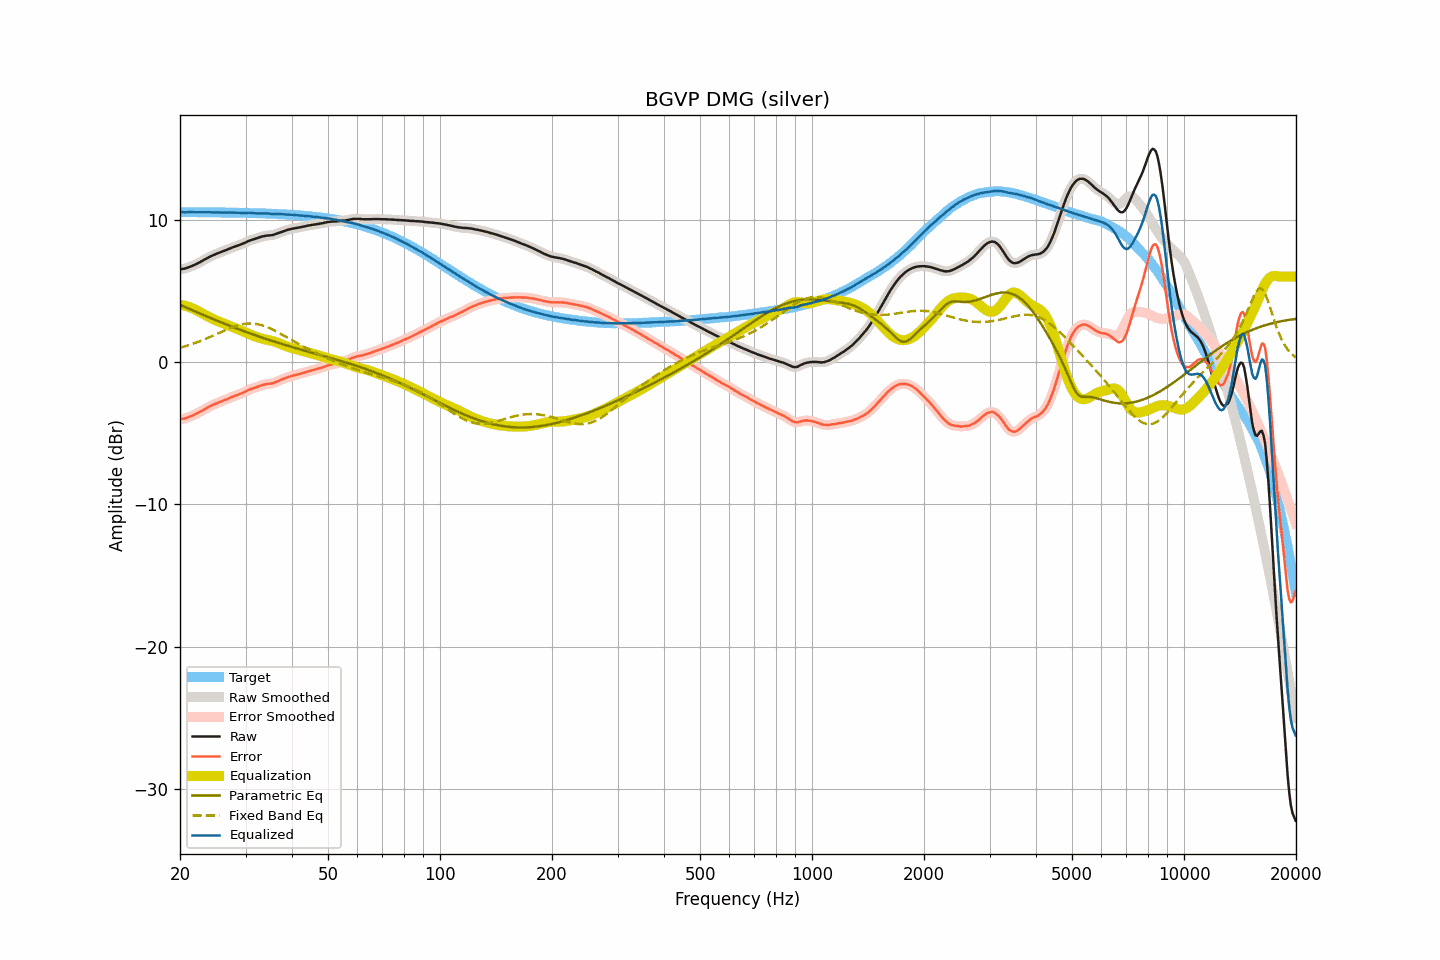 BGVP DMG (silver)
Amplitude (dBr)
10
0
−10
−20
−30
Target
Raw Smoothed
Error Smoothed
Raw
Error
Equalization
Parametric Eq
Fixed Band Eq
Equalized
20 50 100 200 500 1000 2000 5000 10000 20000
Frequency (Hz)